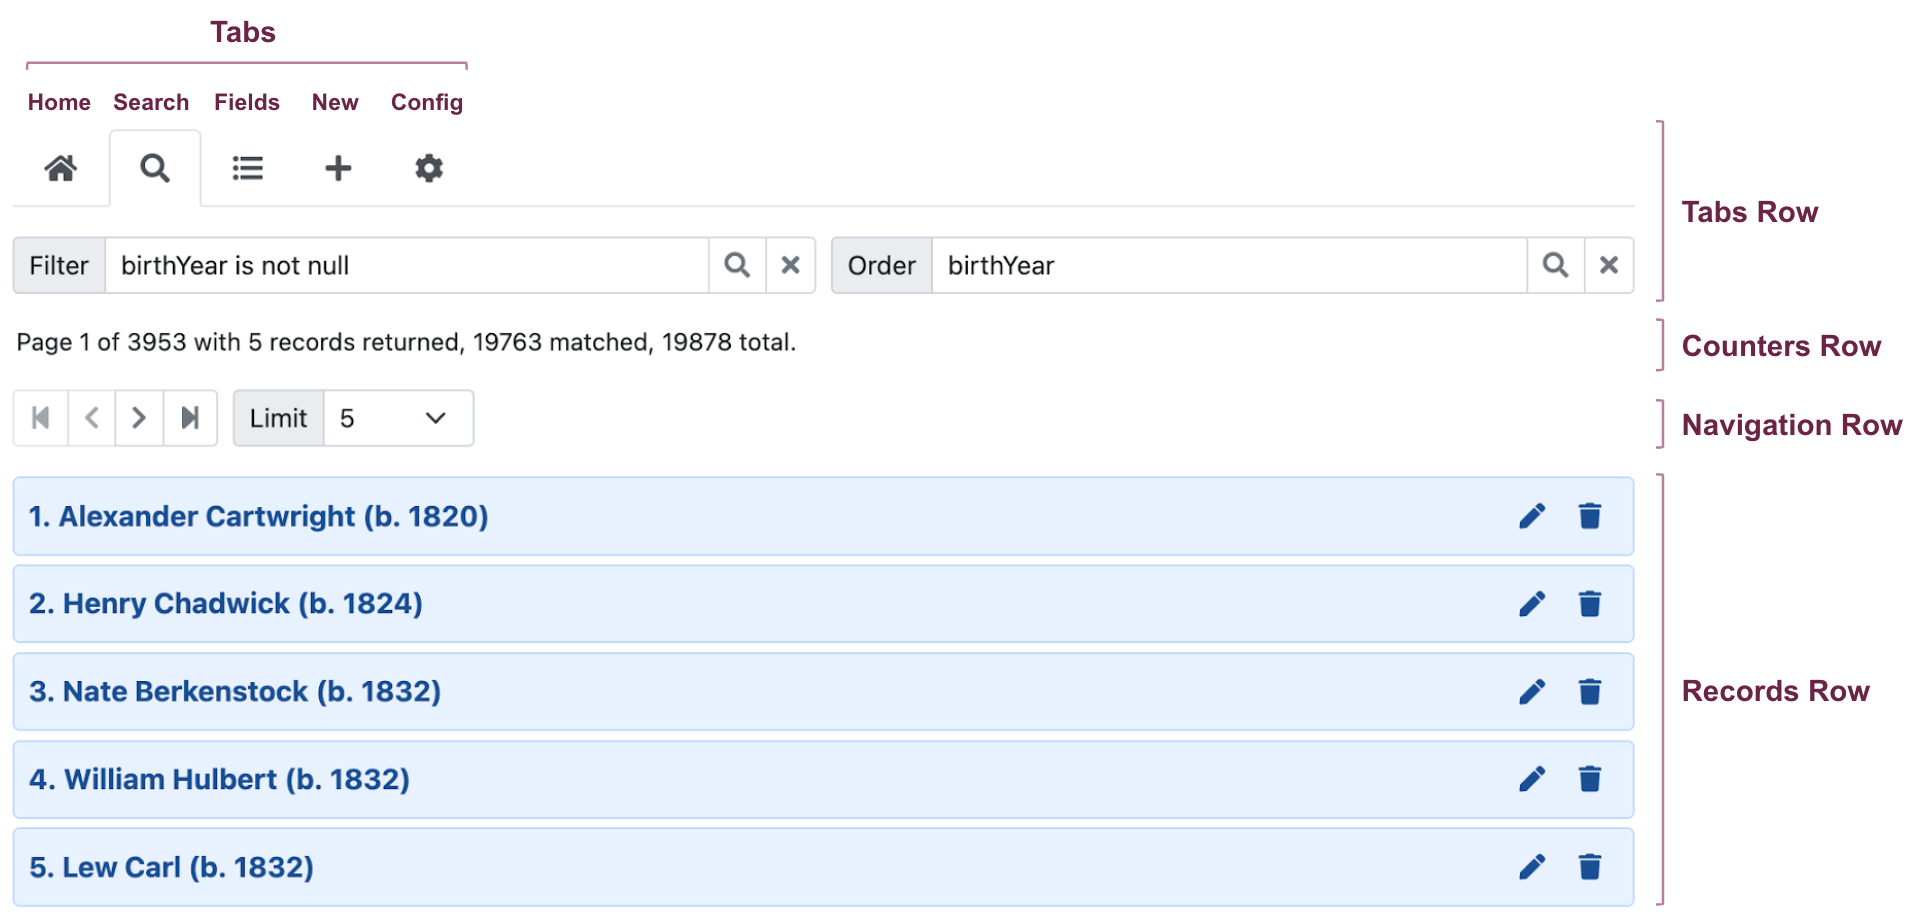 Tabs
Home Search Fields New Config
Tabs Row
Filter birthYear is not null Order birthYear
Page 1 of 3953 with 5 records returned, 19763 matched, 19878 total.
Counters Row
Limit 5
Navigation Row
1. Alexander Cartwright (b. 1820)
2. Henry Chadwick (b. 1824)
3. Nate Berkenstock (b. 1832)
Records Row
4. William Hulbert (b. 1832)
5. Lew Carl (b. 1832)